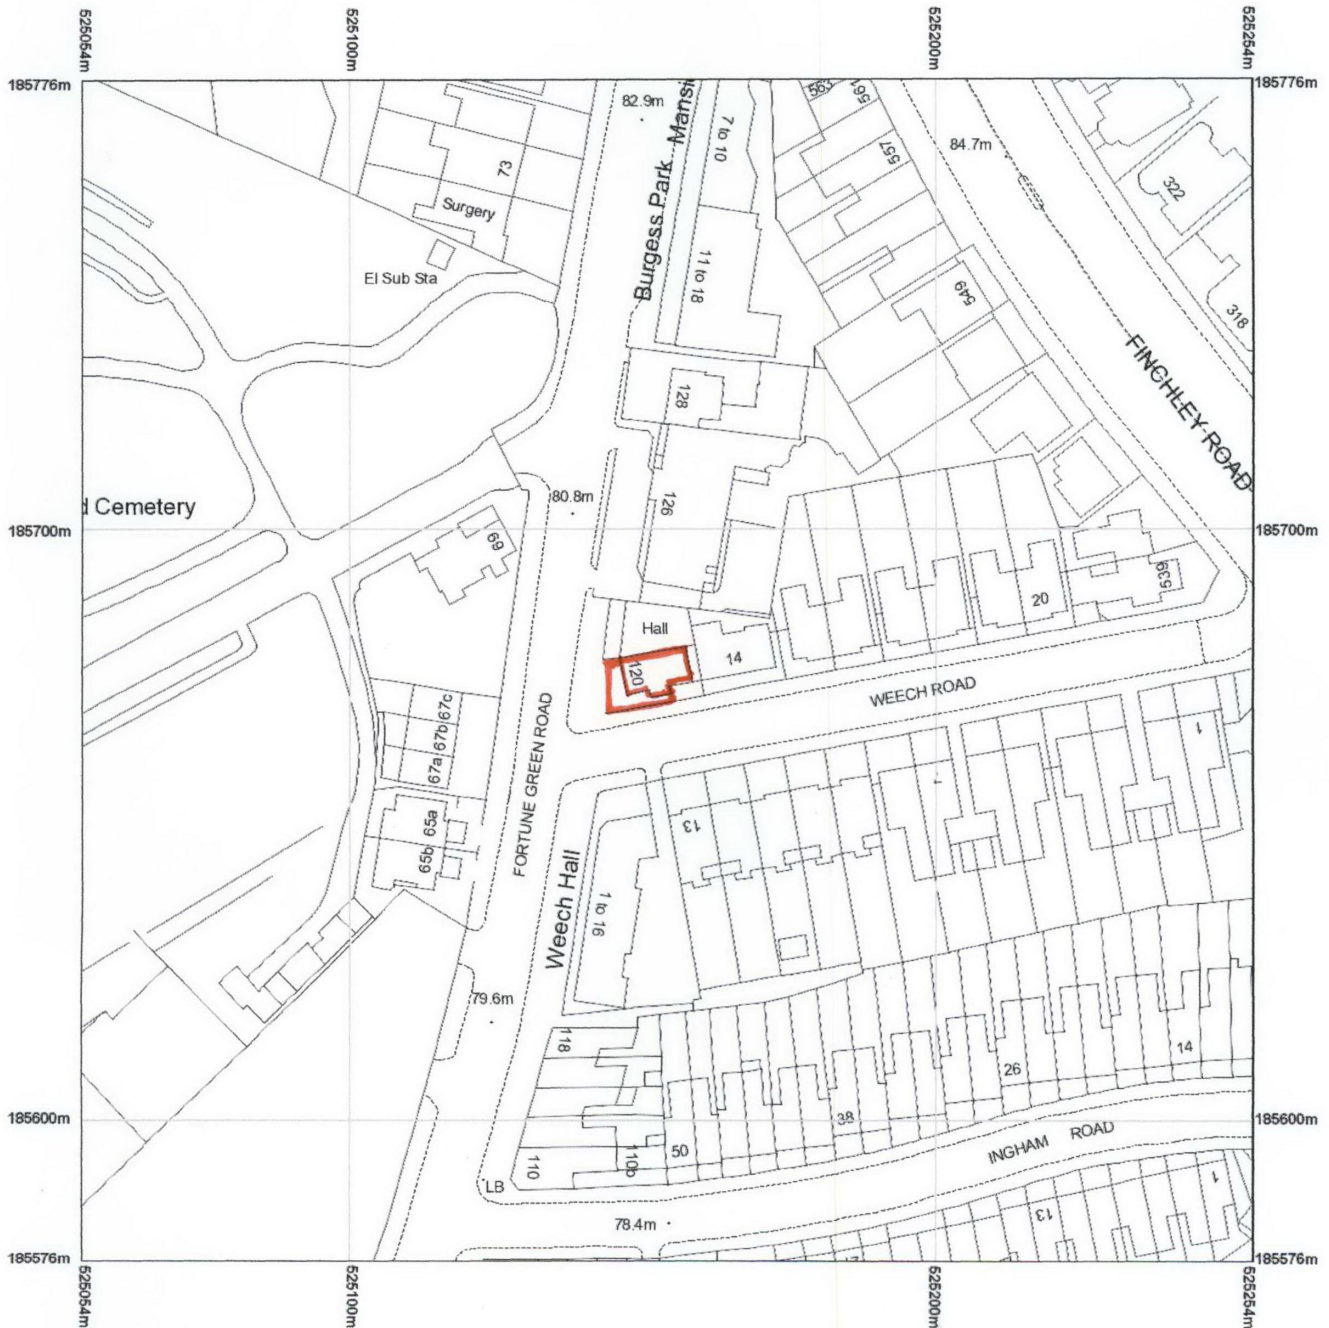 525054m
525100m
525200m
525254m
185776m
185776m
82.9m
Burgess Park Mansi
7 to 10
563
561
557
84.7m
322
73
Surgery
El Sub Sta
11 to 18
549
318
FINCHLEY ROAD
128
d Cemetery
80.8m
126
185700m
185700m
69
539
20
Hall
14
120
WEECH ROAD
67a 67b 67c
FORTUNE GREEN ROAD
1
13
65a
65b
Weech Hall
1 to 16
79.6m
118
14
26
185600m
185600m
38
INGHAM ROAD
110
110b
50
LB
1
13
78.4m
185576m
185576m
525054m
525100m
525200m
525254m